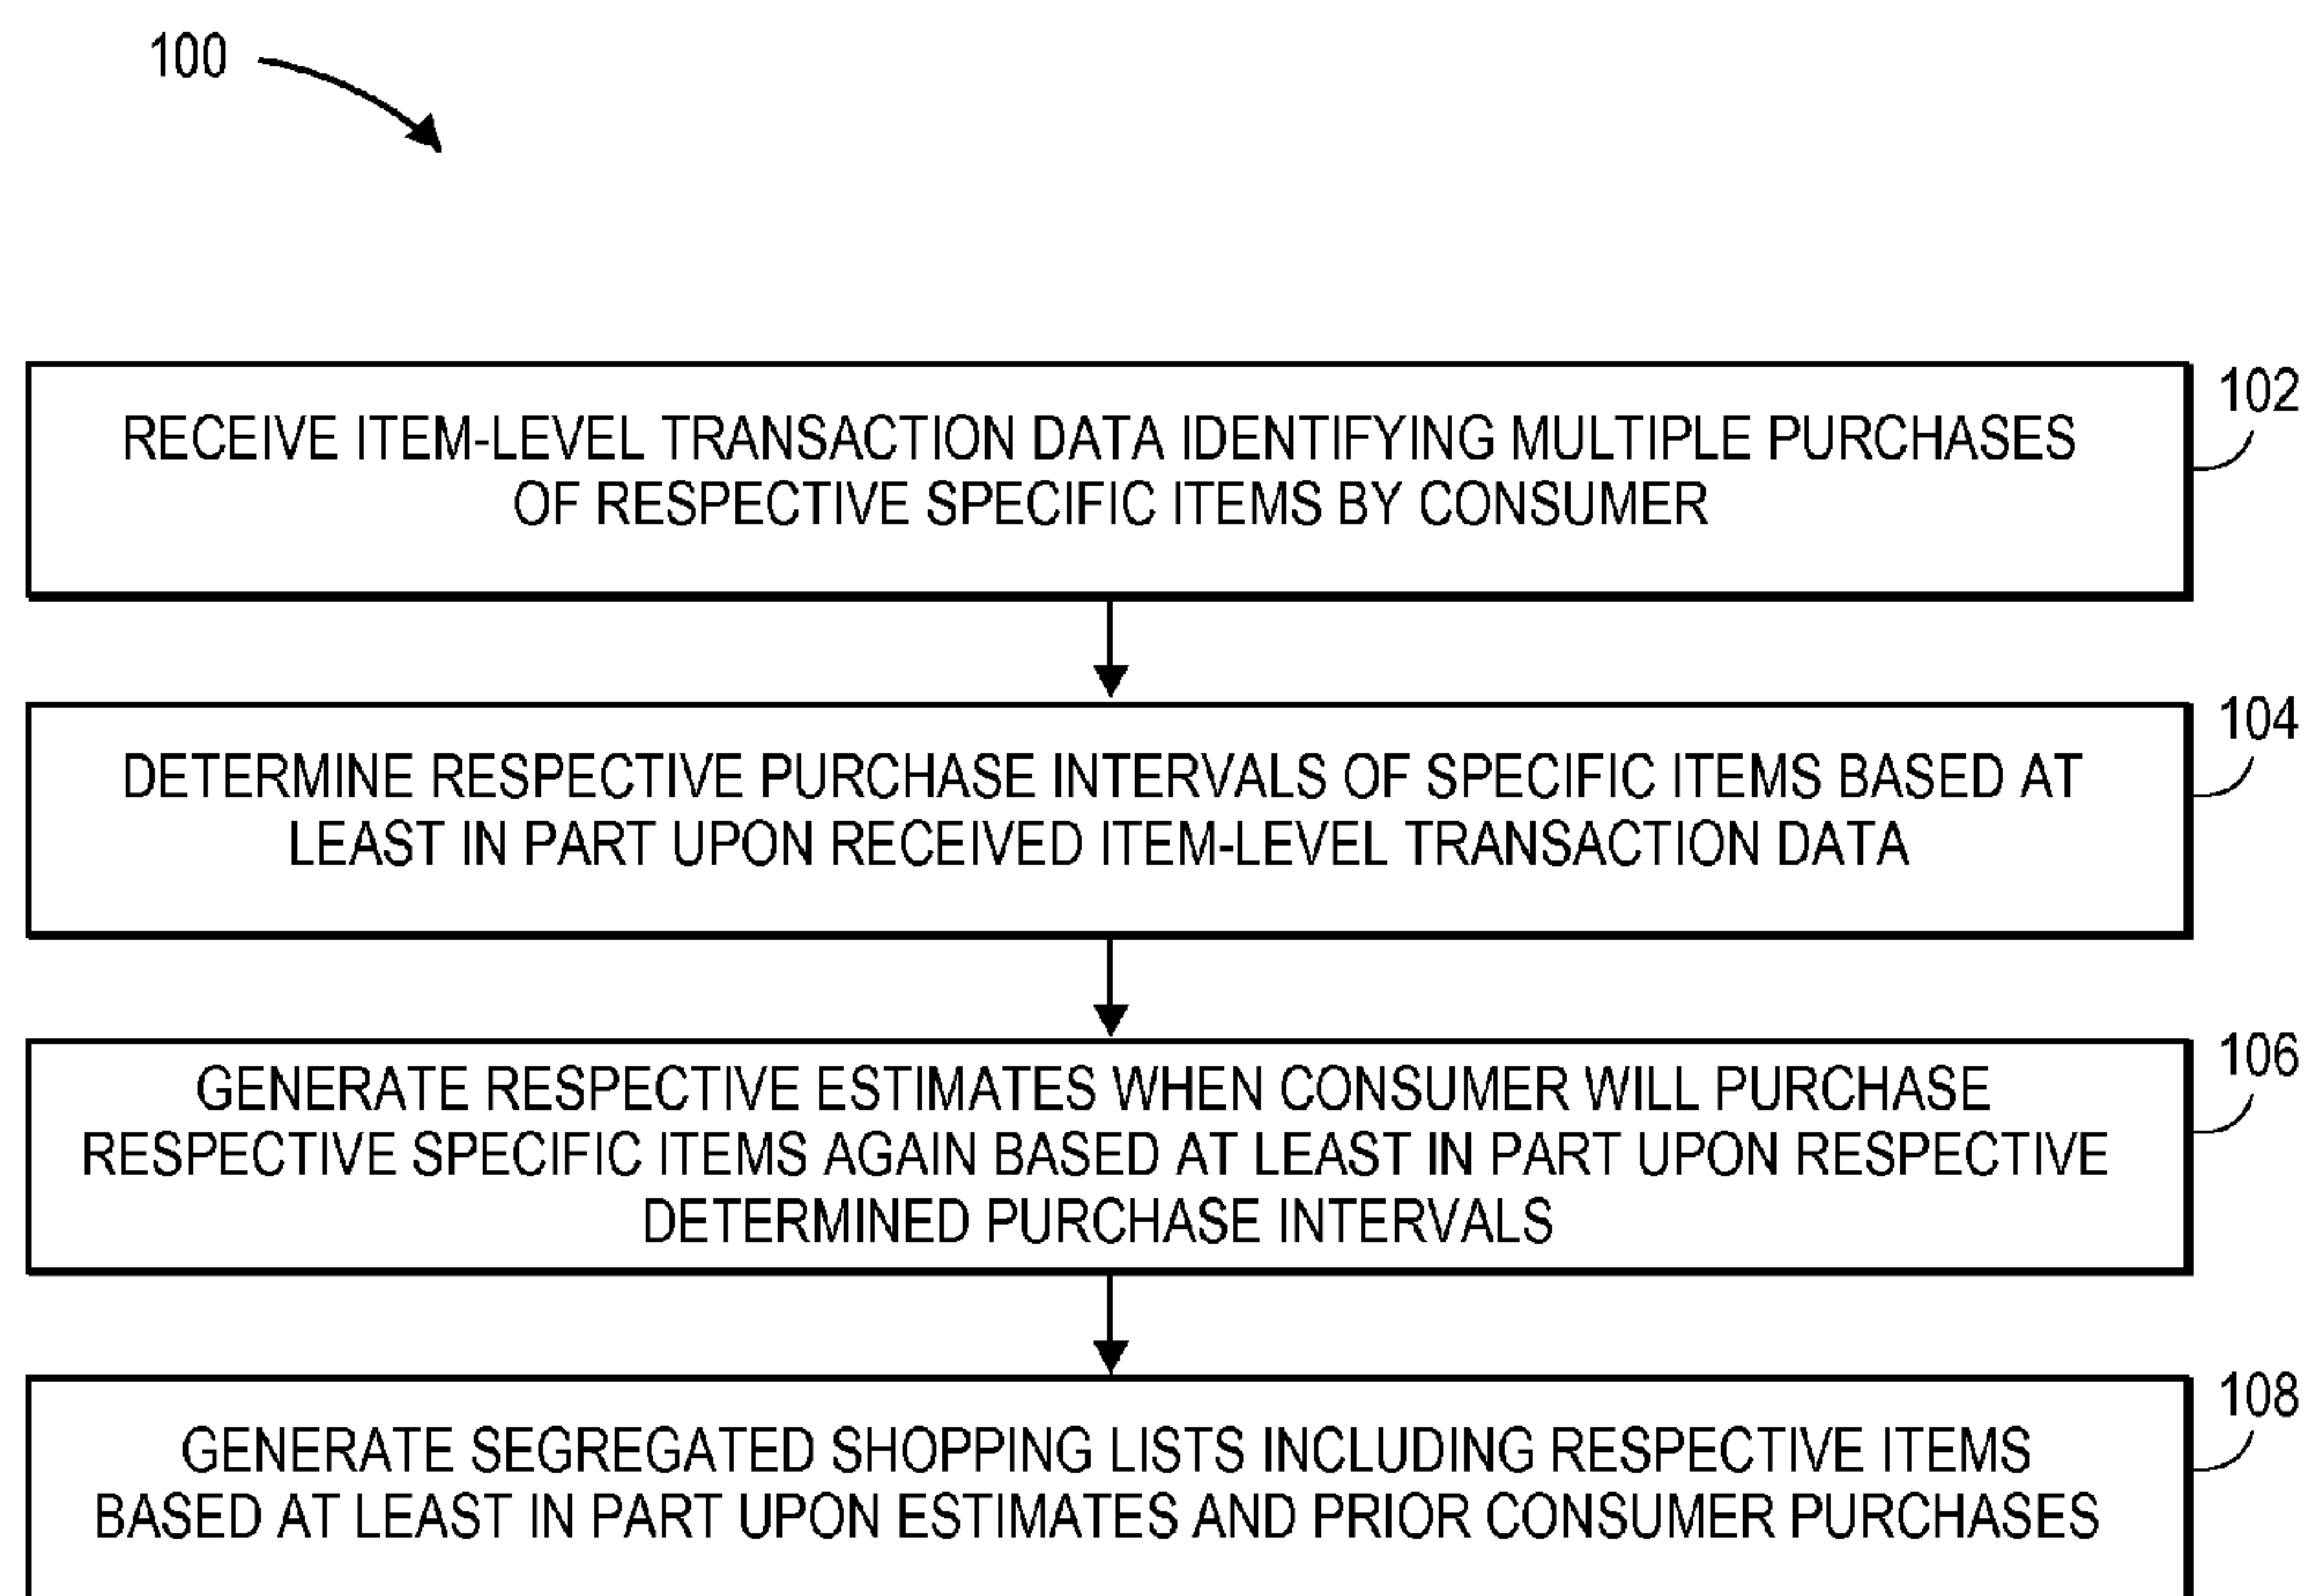 100
102
RECEIVE ITEM-LEVEL TRANSACTION DATA IDENTIFYING MULTIPLE PURCHASES
OF RESPECTIVE SPECIFIC ITEMS BY CONSUMER
104
DETERMINE RESPECTIVE PURCHASE INTERVALS OF SPECIFIC ITEMS BASED AT
LEAST IN PART UPON RECEIVED ITEM-LEVEL TRANSACTION DATA
106
GENERATE RESPECTIVE ESTIMATES WHEN CONSUMER WILL PURCHASE
RESPECTIVE SPECIFIC ITEMS AGAIN BASED AT LEAST IN PART UPON RESPECTIVE
DETERMINED PURCHASE INTERVALS
108
GENERATE SEGREGATED SHOPPING LISTS INCLUDING RESPECTIVE ITEMS
BASED AT LEAST IN PART UPON ESTIMATES AND PRIOR CONSUMER PURCHASES